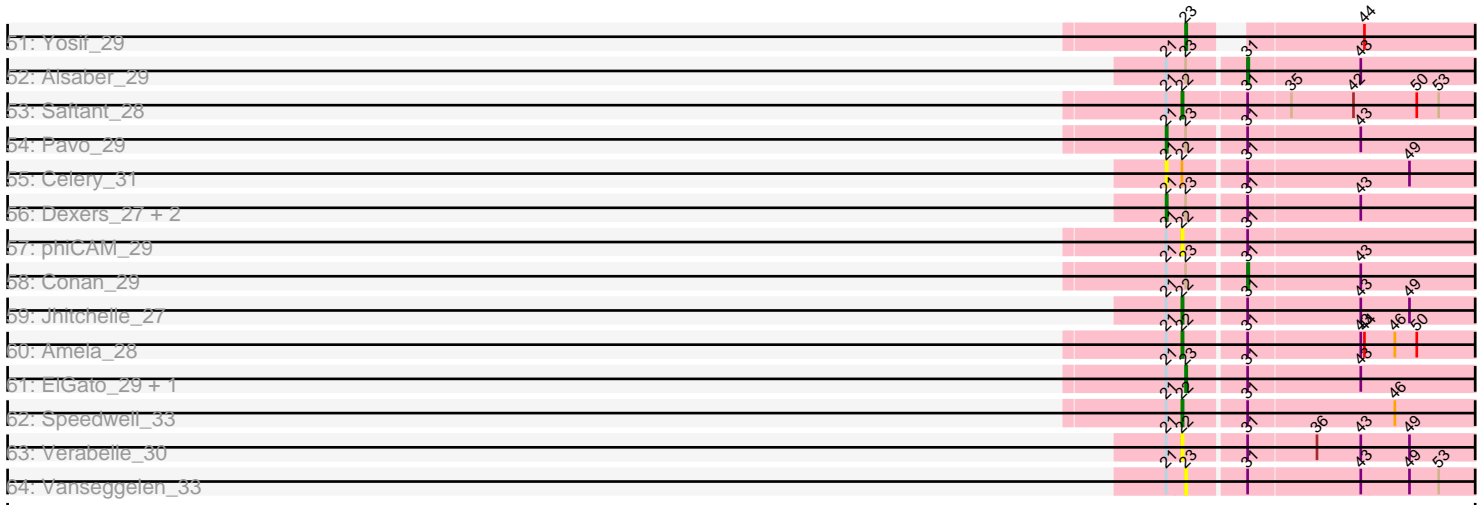 23 44
51: Yosif_29
21 23 31 43
52: Alsaber_29
21 22 31 35 42 50 53
53: Saftant_28
21 23 31 43
54: Pavo_29
21 22 31 49
55: Celery_31
21 23 31 43
56: Dexers_27 + 2
21 22 31
57: phiCAM_29
21 23 31 43
58: Conan_29
21 22 31 43 49
59: Jhitchelle_27
21 22 31 43 44 46 50
60: Amela_28
21 23 31 43
61: ElGato_29 + 1
21 22 31 46
62: Speedwell_33
21 22 31 36 43 49
63: Verabelle_30
21 23 31 43 49 53
64: Vanseggelen_33